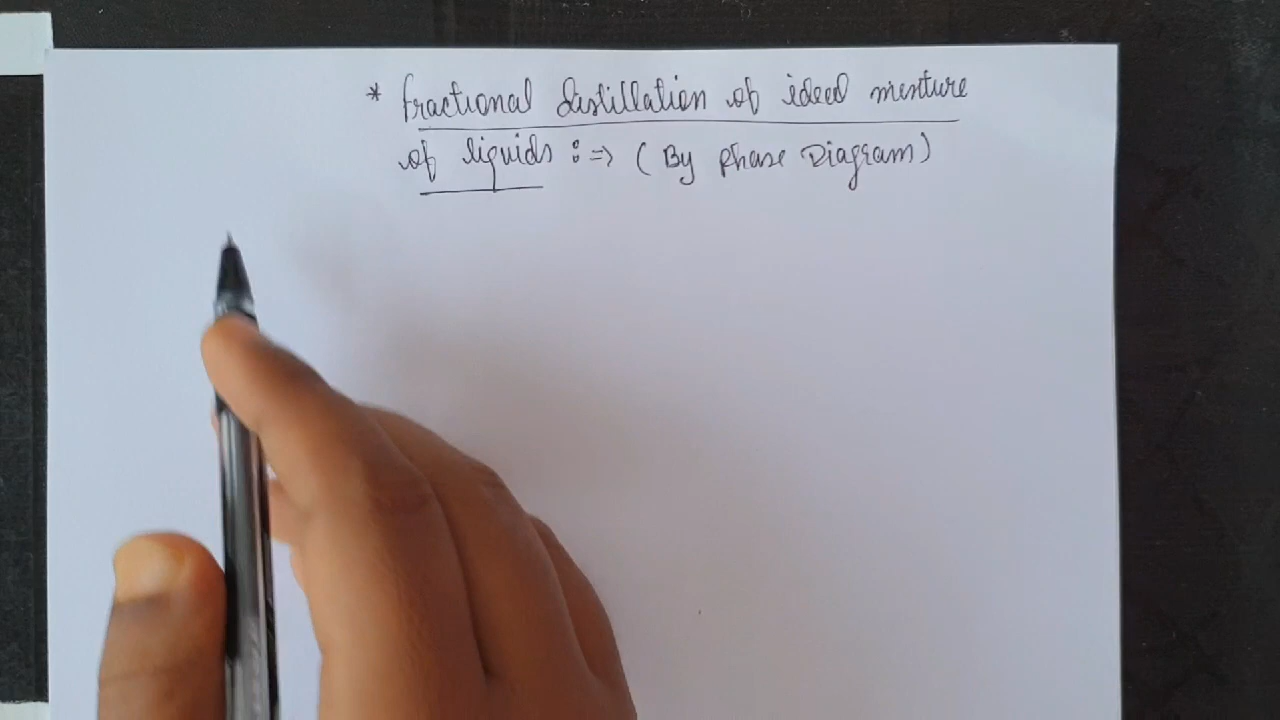 * fractional distillation of ideal mixture
of liquids :⇒ (By phase Diagram)